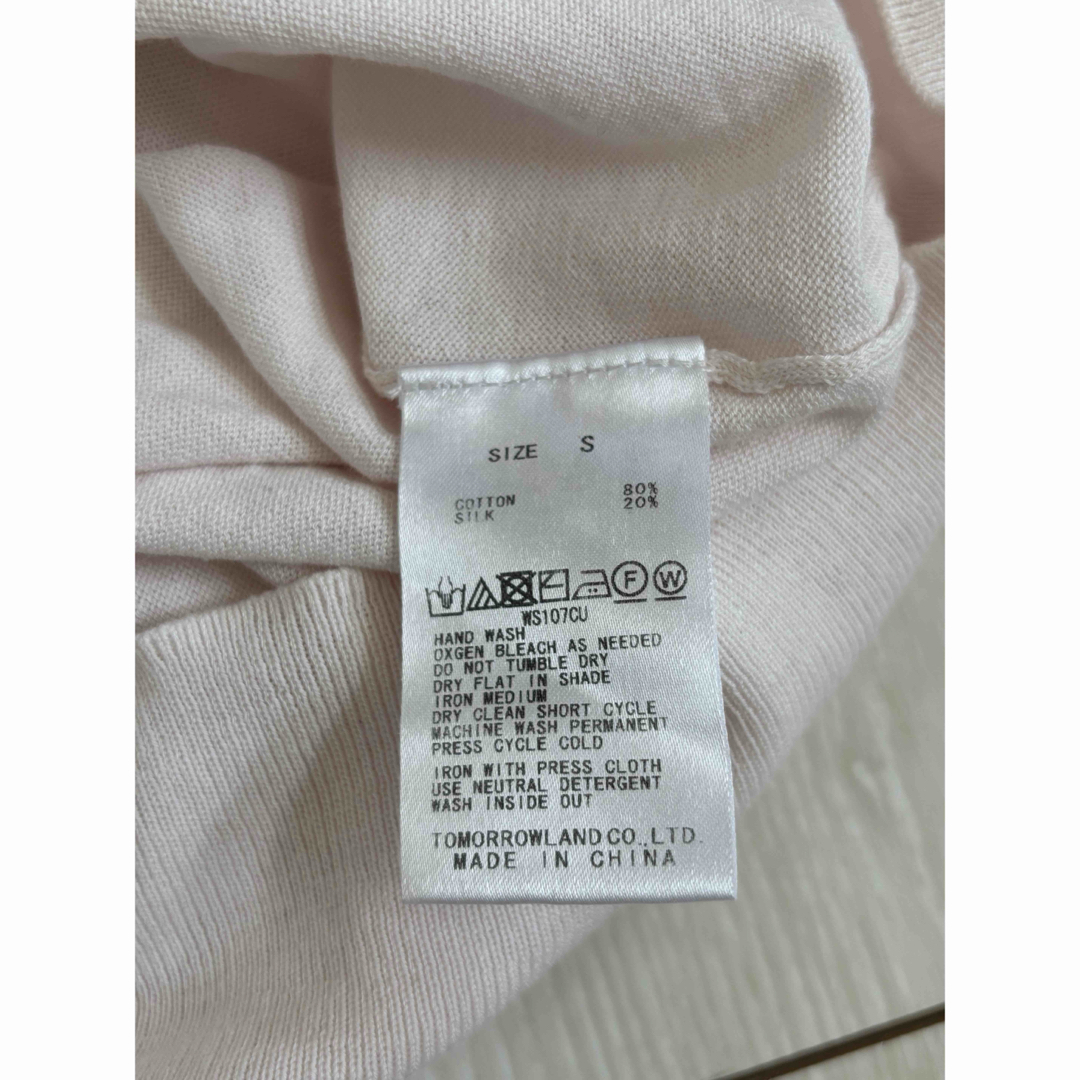 SIZE S
COTTON 80%
SILK 20%
F W
WS107CU
HAND WASH
OXGEN BLEACH AS NEEDED
DO NOT TUMBLE DRY
DRY FLAT IN SHADE
IRON MEDIUM
DRY CLEAN SHORT CYCLE
MACHINE WASH PERMANENT
PRESS CYCLE COLD
IRON WITH PRESS CLOTH
USE NEUTRAL DETERGENT
WASH INSIDE OUT
TOMORROWLAND CO.,LTD.
MADE IN CHINA